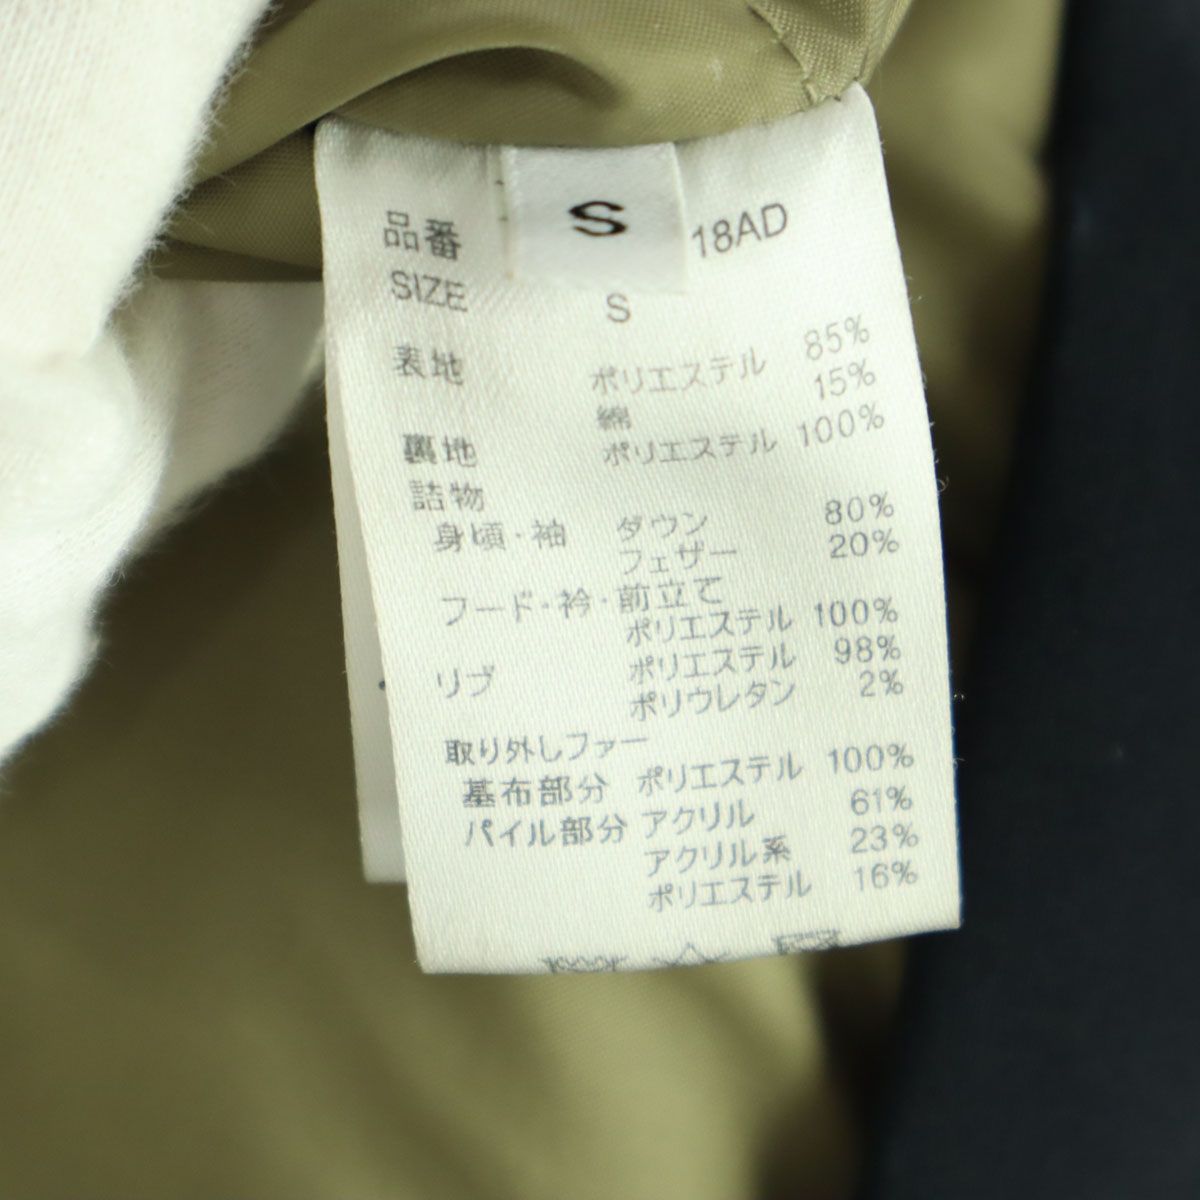 品番 S 18AD
SIZE S
表地 ポリエステル 85%
綿 15%
裏地 ポリエステル 100%
詰物
身頃・袖 ダウン 80%
フェザー 20%
フード・衿・前立て
ポリエステル 100%
リブ ポリエステル 98%
ポリウレタン 2%
取り外しファー
基布部分 ポリエステル 100%
パイル部分 アクリル 61%
アクリル系 23%
ポリエステル 16%